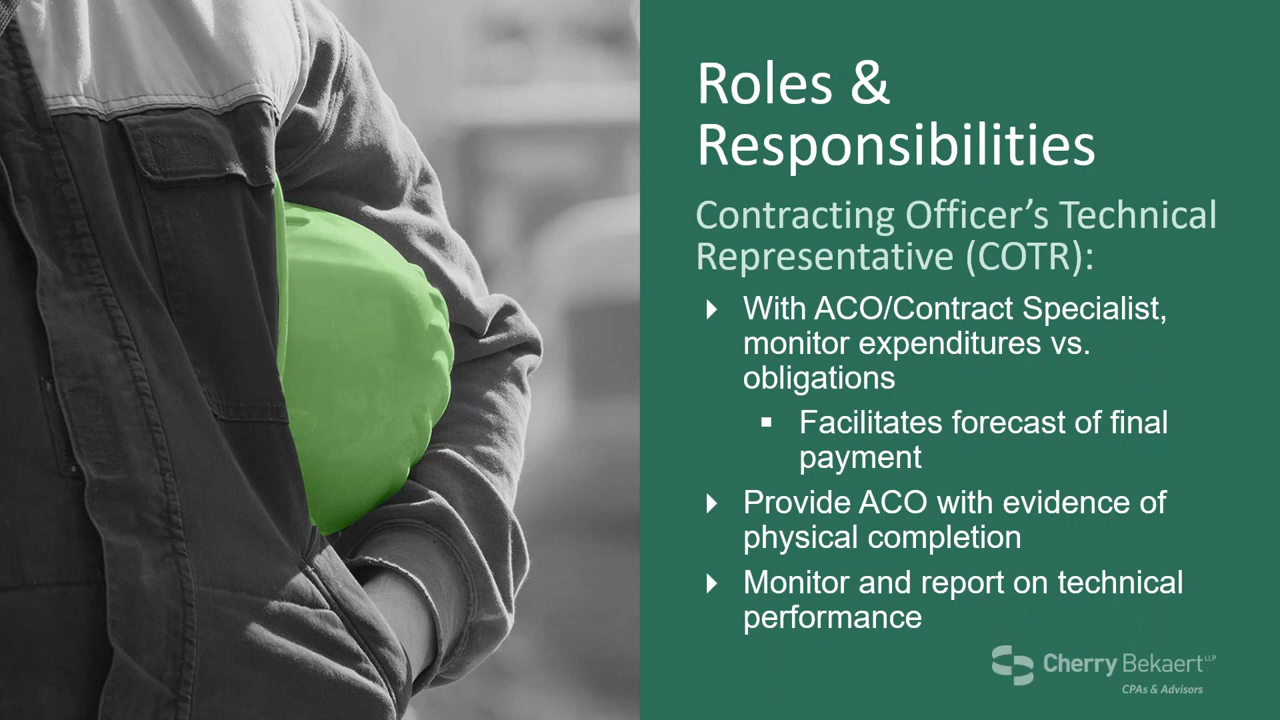 Roles &
Responsibilities
Contracting Officer’s Technical
Representative (COTR):
With ACO/Contract Specialist,
monitor expenditures vs.
obligations
Facilitates forecast of final
payment
Provide ACO with evidence of
physical completion
Monitor and report on technical
performance
Cherry Bekaert LLP
CPAs & Advisors